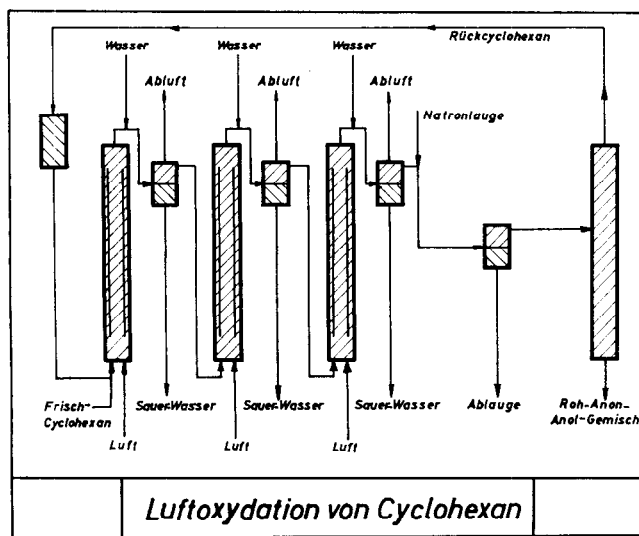 Rückcyclohexan
Wasser
Wasser
Wasser
Abluft
Abluft
Abluft
Natronlauge
Frisch-
Cyclohexan
Sauer-Wasser
Sauer-Wasser
Sauer-Wasser
Ablauge
Roh-Anon-
Anol-Gemisch
Luft
Luft
Luft
Luftoxydation von Cyclohexan